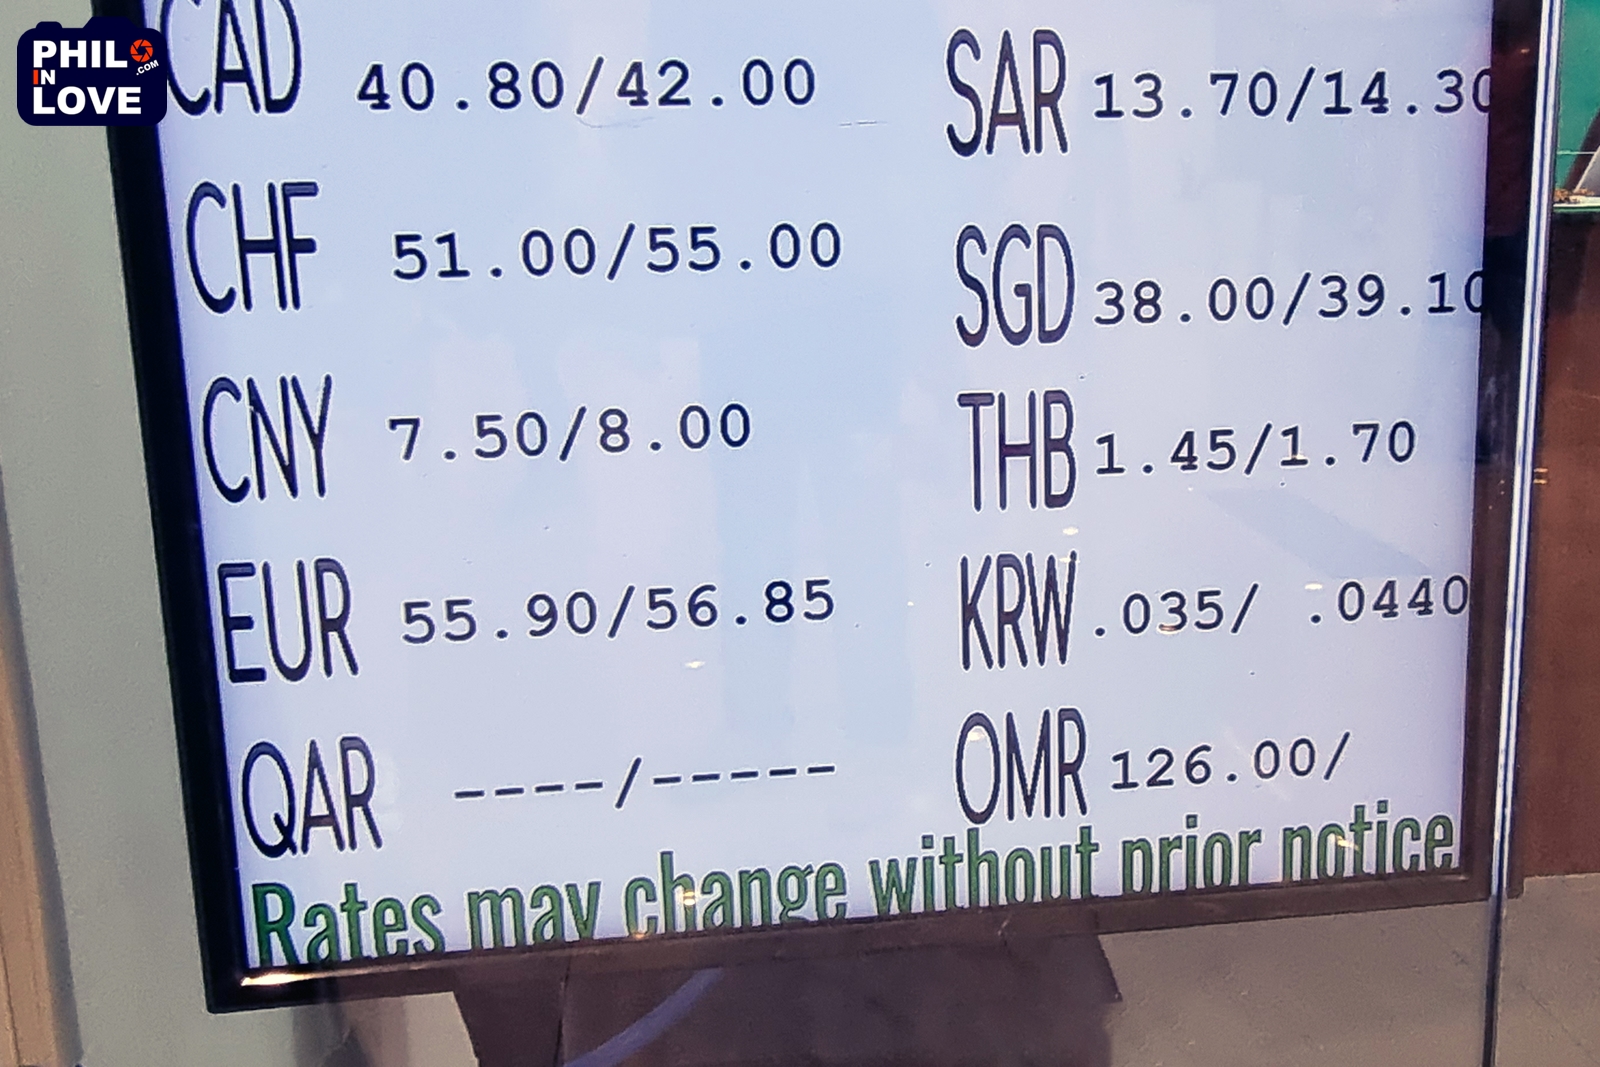 PHIL
IN
.COM
LOVE
CAD 40.80/42.00
CHF 51.00/55.00
CNY 7.50/8.00
EUR 55.90/56.85
QAR ----/-----
SAR 13.70/14.30
SGD 38.00/39.10
THB 1.45/1.70
KRW .035/ .0440
OMR 126.00/
Rates may change without prior notice